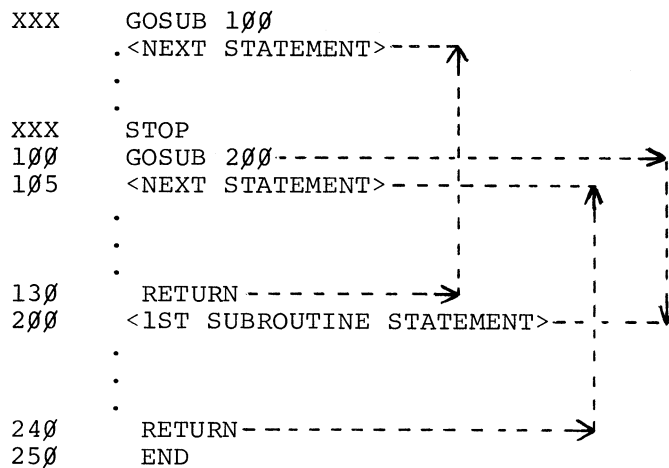 XXX GOSUB 1ØØ
<NEXT STATEMENT>
XXX STOP
1ØØ GOSUB 2ØØ
1Ø5 <NEXT STATEMENT>
13Ø RETURN
2ØØ <1ST SUBROUTINE STATEMENT>
24Ø RETURN
25Ø END